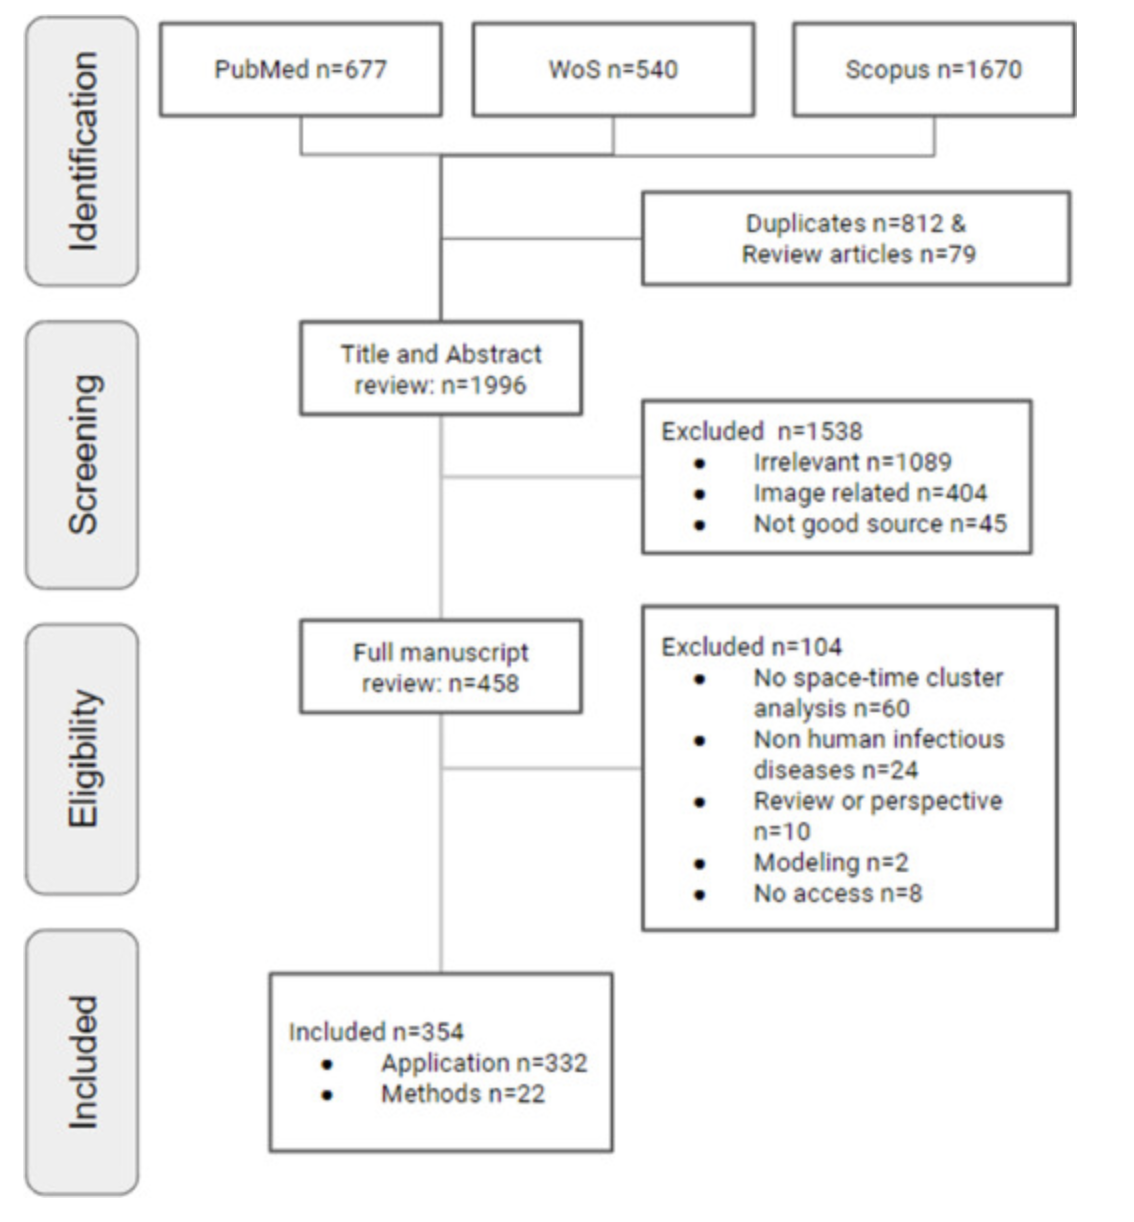 Identification
PubMed n=677
WoS n=540
Scopus n=1670
Duplicates n=812 &
Review articles n=79
Screening
Title and Abstract
review: n=1996
Excluded n=1538
● Irrelevant n=1089
● Image related n=404
● Not good source n=45
Eligibility
Full manuscript
review: n=458
Excluded n=104
● No space-time cluster
analysis n=60
● Non human infectious
diseases n=24
● Review or perspective
n=10
● Modeling n=2
● No access n=8
Included
Included n=354
● Application n=332
● Methods n=22